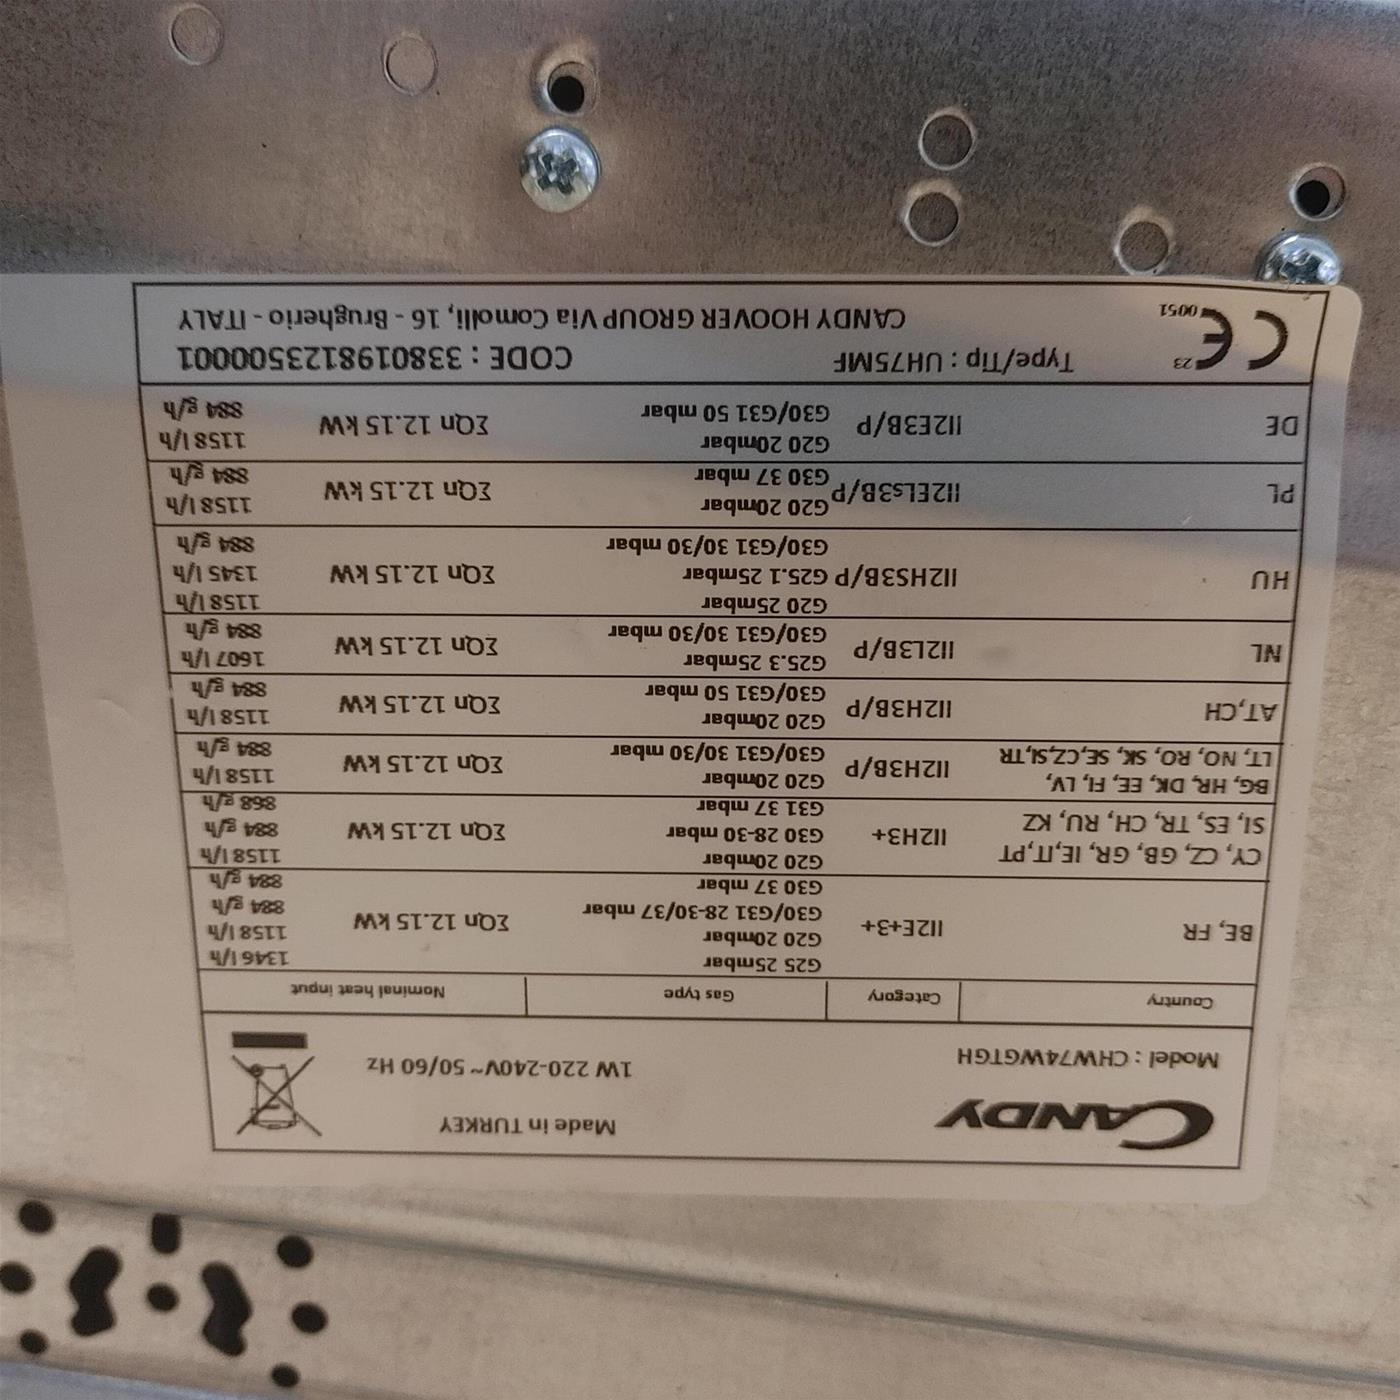 CANDY
Made in TURKEY
Model : CHW74WGTGH
1W 220-240V~ 50/60 Hz
Country Category Gas type Nominal heat input
BE, FR II2E+3+ ΣQn 12.15 kW
G25 25mbar 1346 l/h
G20 20mbar 1158 l/h
G30/G31 28-30/37 mbar 884 g/h
G30 37 mbar 884 g/h
CY, CZ, GB, GR, IE,IT,PT
SI, ES, TR, CH, RU, KZ
II2H3+ ΣQn 12.15 kW
G20 20mbar 1158 l/h
G30 28-30 mbar 884 g/h
G31 37 mbar 868 g/h
BG, HR, DK, EE, FI, LV,
LT, NO, RO, SK, SE,CZ,SI,TR
II2H3B/P ΣQn 12.15 kW
G20 20mbar 1158 l/h
G30/G31 30/30 mbar 884 g/h
AT,CH II2H3B/P ΣQn 12.15 kW
G20 20mbar 1158 l/h
G30/G31 50 mbar 884 g/h
NL II2L3B/P ΣQn 12.15 kW
G25.3 25mbar 1607 l/h
G30/G31 30/30 mbar 884 g/h
HU II2HS3B/P ΣQn 12.15 kW
G20 25mbar 1158 l/h
G25.1 25mbar 1345 l/h
G30/G31 30/30 mbar 884 g/h
PL II2ELs3B/P ΣQn 12.15 kW
G20 20mbar 1158 l/h
G30 37 mbar 884 g/h
DE II2E3B/P ΣQn 12.15 kW
G20 20mbar 1158 l/h
G30/G31 50 mbar 884 g/h
CE 23 0051
Type/Tip : UH75MF CODE : 3380198123500001
CANDY HOOVER GROUP Via Comolli, 16 - Brugherio - ITALY